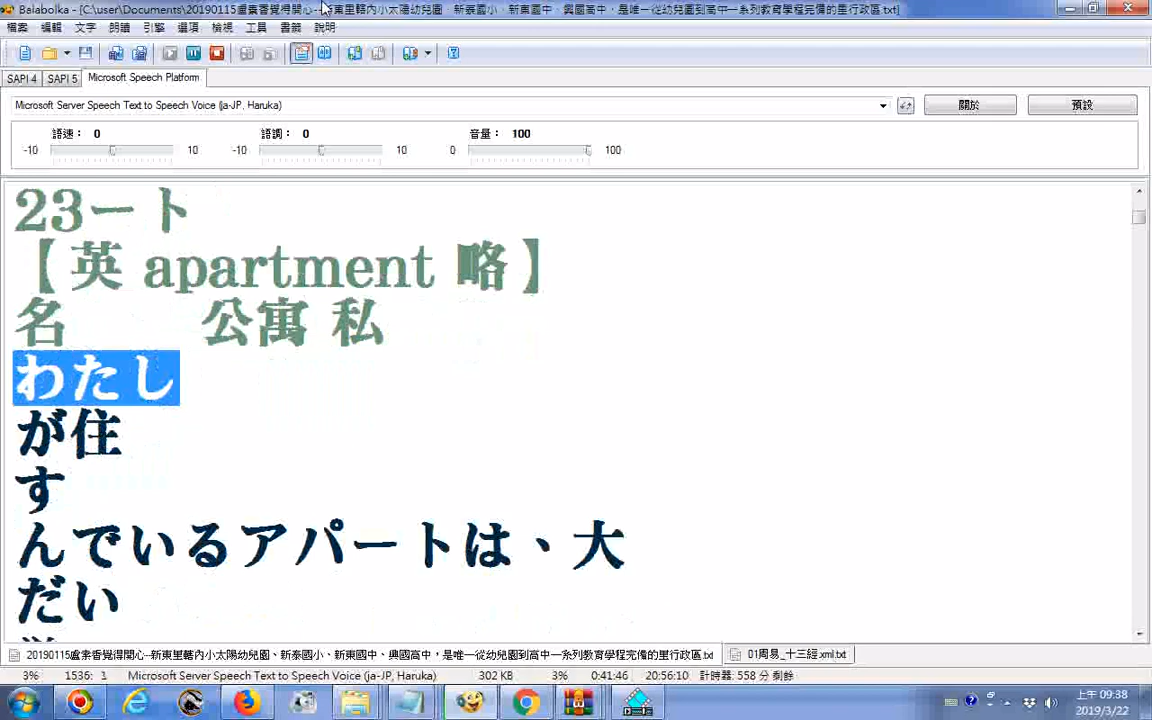 Balabolka - [C:\user\Documents\20190115盧素香覺得開心--新東里轄內小太陽幼兒園、新泰國小、新東國中、興國高中，是唯一從幼兒園到高中一系列教育學程完備的里行政區.txt]
檔案 編輯 文字 朗讀 引擎 選項 檢視 工具 書籤 說明
SAPI 4 SAPI 5 Microsoft Speech Platform
Microsoft Server Speech Text to Speech Voice (ja-JP, Haruka) 關於 預設
語速： 0 語調： 0 音量： 100
-10 10 -10 10 0 100
23ート
【英 apartment 略】
名 公寓 私
わたし
が住
す
んでいるアパートは、大
だい
20190115盧素香覺得開心--新東里轄內小太陽幼兒園、新泰國小、新東國中、興國高中，是唯一從幼兒園到高中一系列教育學程完備的里行政區.txt 01周易_十三經.xml.txt
3% 1536: 1 Microsoft Server Speech Text to Speech Voice (ja-JP, Haruka) 302 KB 3% 0:41:46 20:56:10 計時器: 558 分 剩餘
上午 09:38
2019/3/22